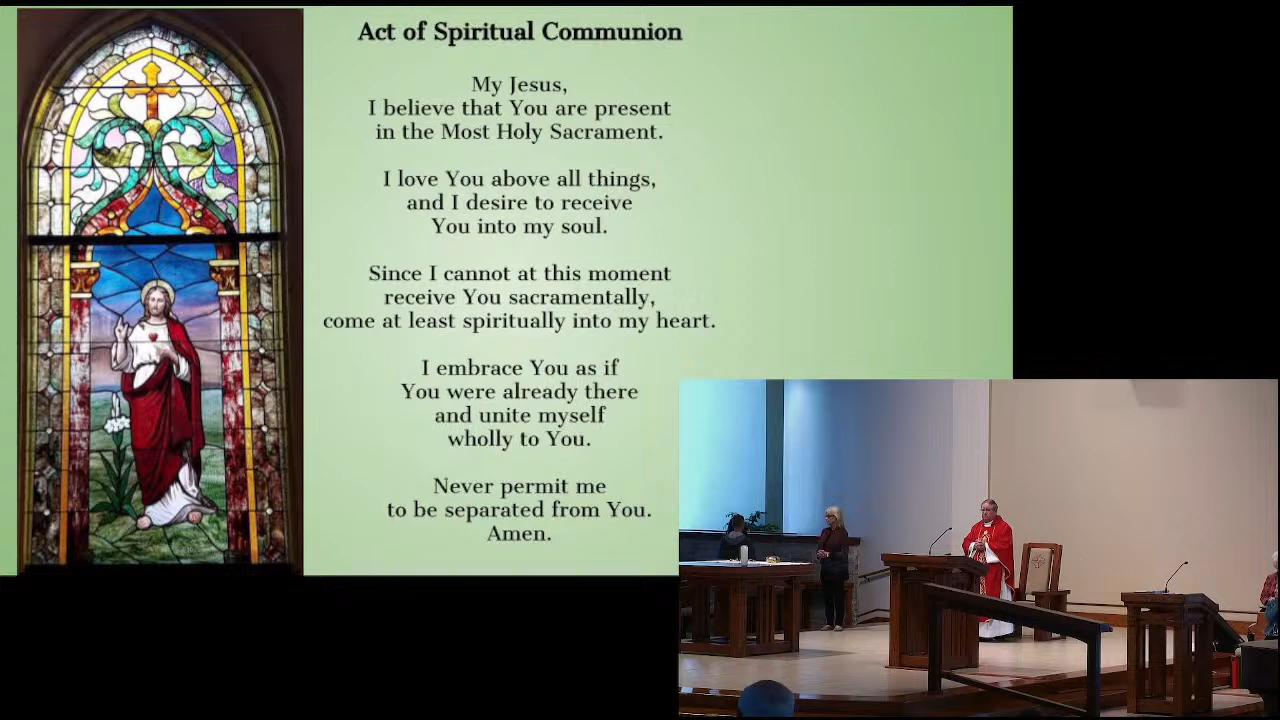 Act of Spiritual Communion
My Jesus,
I believe that You are present
in the Most Holy Sacrament.
I love You above all things,
and I desire to receive
You into my soul.
Since I cannot at this moment
receive You sacramentally,
come at least spiritually into my heart.
I embrace You as if
You were already there
and unite myself
wholly to You.
Never permit me
to be separated from You.
Amen.